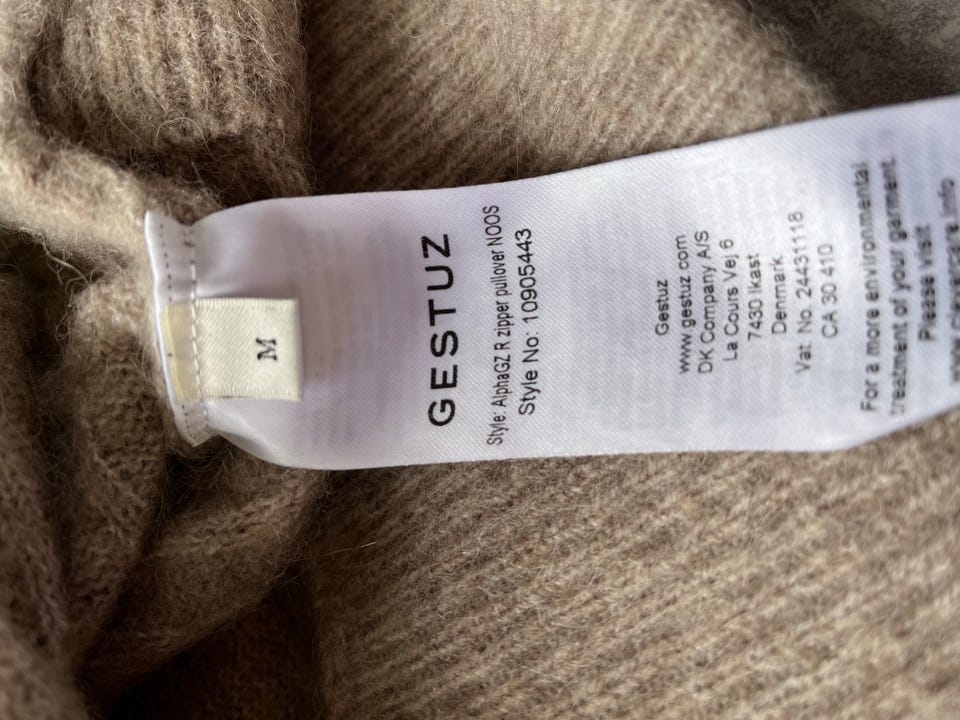 M
GESTUZ
Style: AlphaGZ R zipper pullover NOOS
Style No: 10905443
Gestuz
www.gestuz.com
DK Company A/S
La Cours Vej 6
7430 Ikast
Denmark
Vat. No. 24431118
CA 30 410
For a more environmental
treatment of your garment.
Please visit